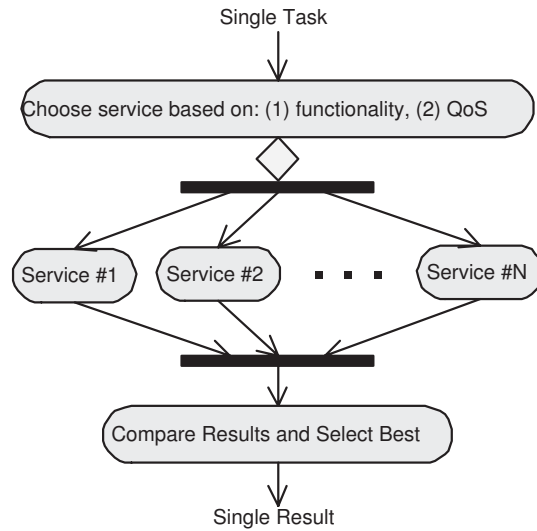 Single Task
Choose service based on: (1) functionality, (2) QoS
Service #1
Service #2
Service #N
Compare Results and Select Best
Single Result